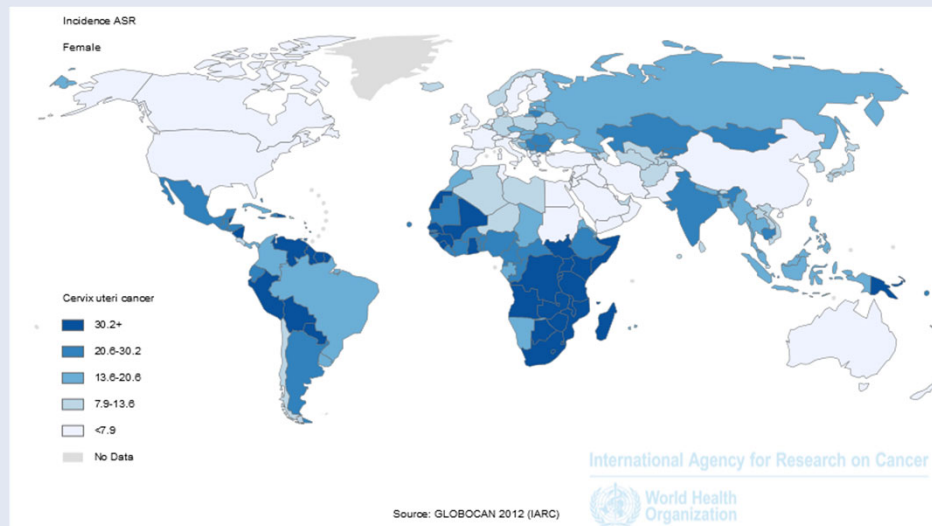 Incidence ASR
Female
Cervix uteri cancer
30.2+
20.6-30.2
13.6-20.6
7.9-13.6
<7.9
No Data
International Agency for Research on Cancer
World Health
Organization
Source: GLOBOCAN 2012 (IARC)